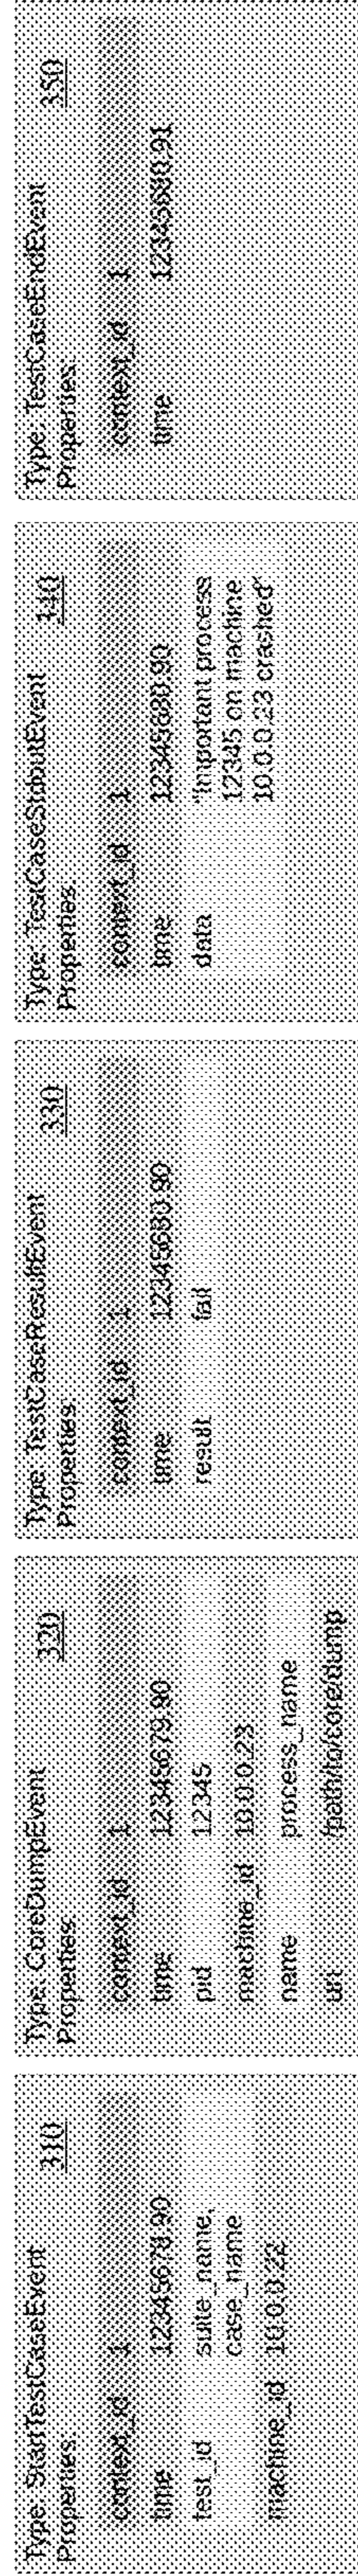 Type: StartTestCaseEvent
Properties: 310
context_id 1
time 12345678.90
test_id suite_name,
case_name
machine_id 10.0.0.22
Type: CoreDumpEvent
Properties: 320
context_id 1
time 12345679.90
pid 12345
machine_id 10.0.0.23
name process_name
url /path/to/core/dump
Type: TestCaseResultEvent
Properties: 330
context_id 1
time 12345680.90
result fail
Type: TestCaseStdoutEvent
Properties: 340
context_id 1
time 12345680.90
data "Important process
12345 on machine
10.0.0.23 crashed"
Type: TestCaseEndEvent
Properties: 350
context_id 1
time 12345680.91